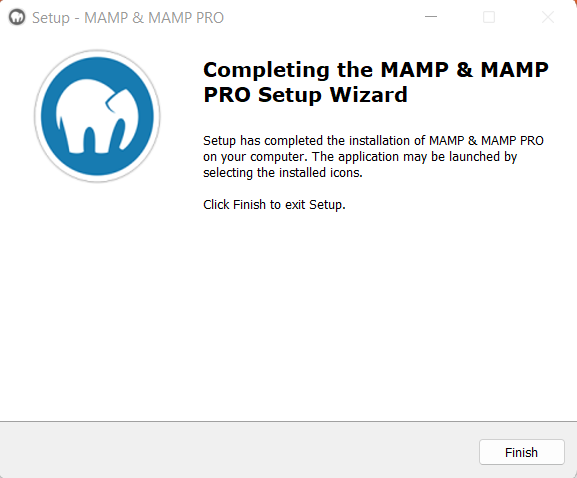 Setup - MAMP & MAMP PRO
Completing the MAMP & MAMP
PRO Setup Wizard
Setup has completed the installation of MAMP & MAMP PRO
on your computer. The application may be launched by
selecting the installed icons.
Click Finish to exit Setup.
Finish